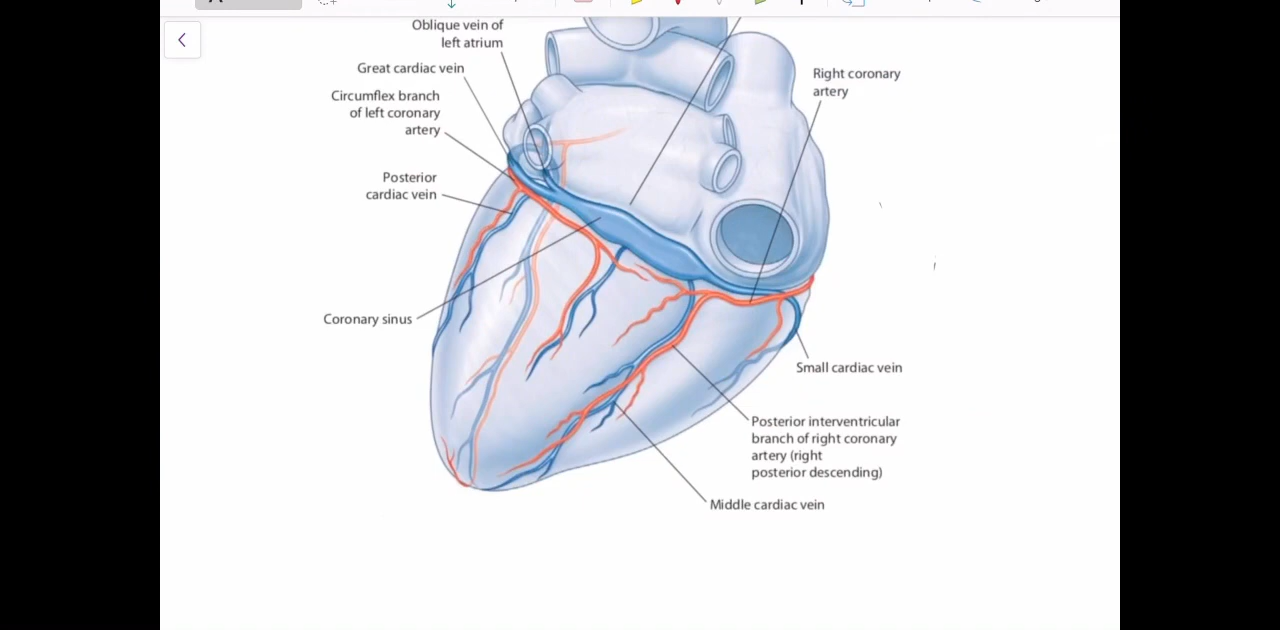 Oblique vein of
left atrium
Great cardiac vein
Circumflex branch
of left coronary
artery
Posterior
cardiac vein
Coronary sinus
Right coronary
artery
Small cardiac vein
Posterior interventricular
branch of right coronary
artery (right
posterior descending)
Middle cardiac vein